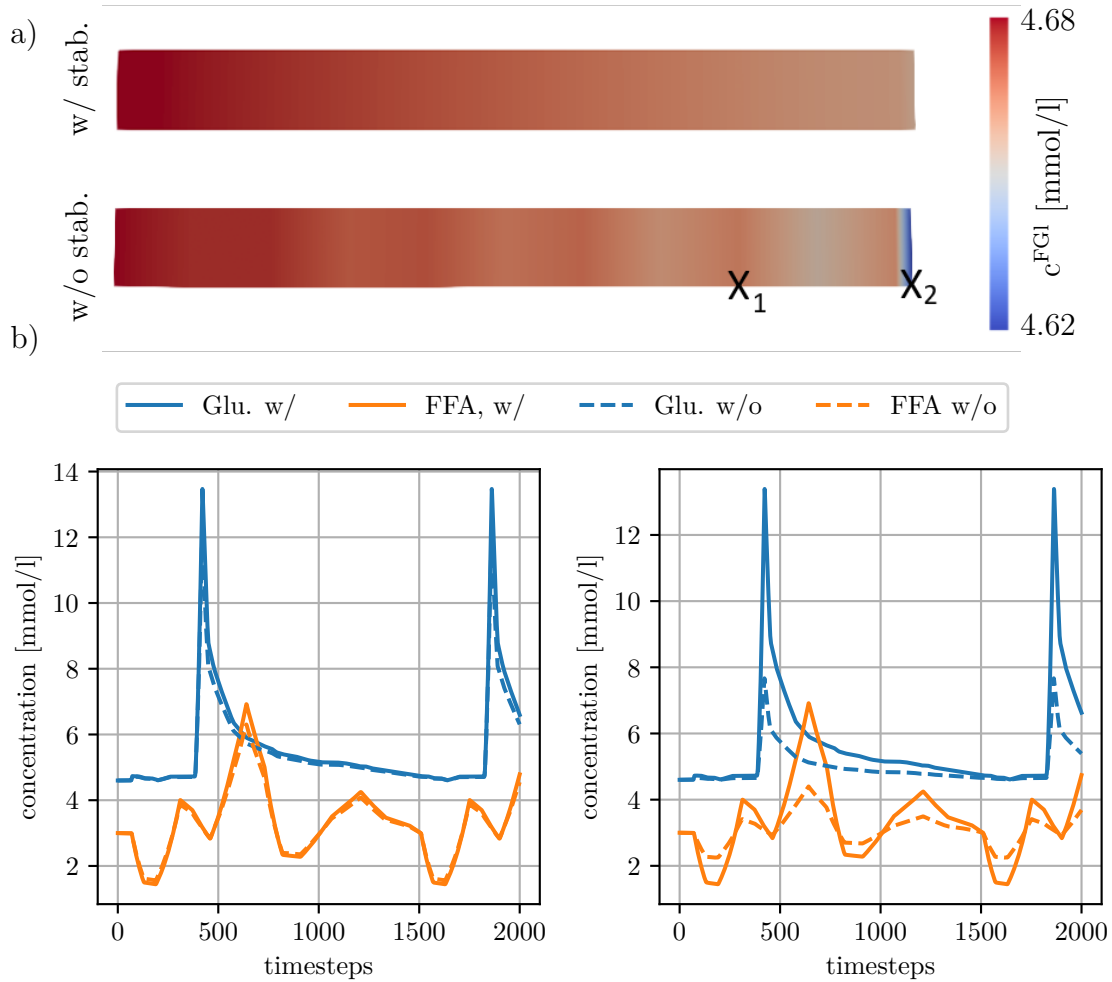 a)
w/ stab.
4.68
c^FGl [mmol/l]
4.62
w/o stab.
X1
X2
b)
Glu. w/
FFA, w/
Glu. w/o
FFA w/o
concentration [mmol/l]
14
12
10
8
6
4
2
0
500
1000
1500
2000
timesteps
concentration [mmol/l]
12
10
8
6
4
2
0
500
1000
1500
2000
timesteps